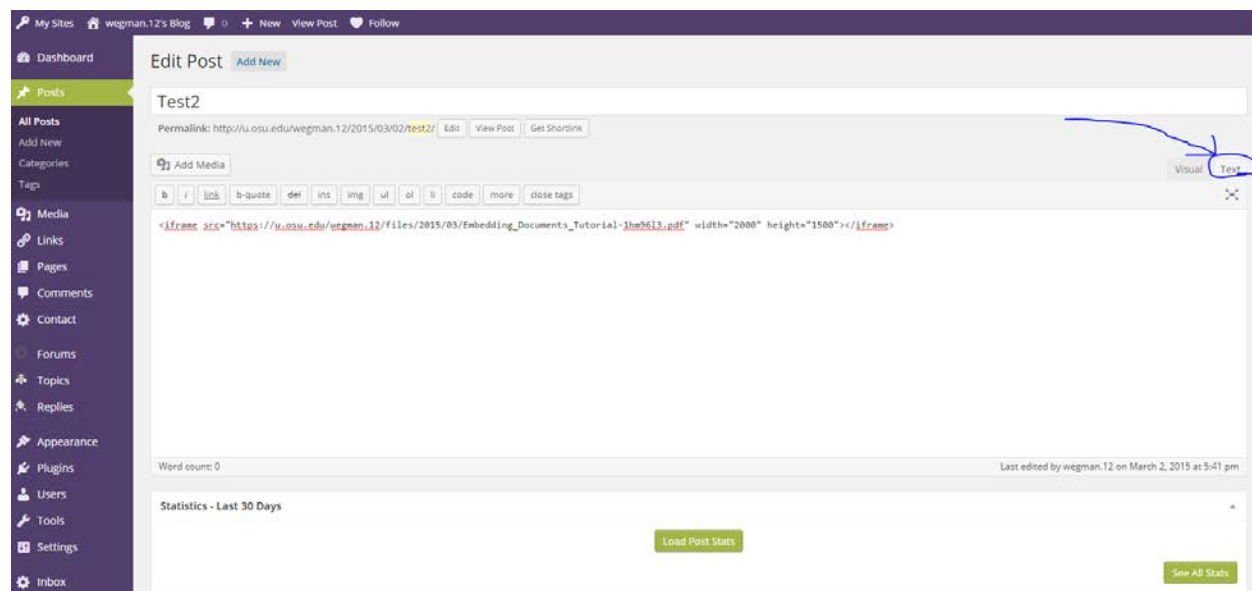 My Sites wegman.12's Blog 0 New View Post Follow
Dashboard
Posts
All Posts
Add New
Categories
Tags
Media
Links
Pages
Comments
Contact
Forums
Topics
Replies
Appearance
Plugins
Users
Tools
Settings
Inbox
Edit Post Add New
Test2
Permalink: http://u.osu.edu/wegman.12/2015/03/02/test2/ Edit View Post Get Shortlink
Add Media
Visual Text
b i link b-quote del ins img ul ol li code more close tags
<iframe src="https://u.osu.edu/wegman.12/files/2015/03/Embedding_Documents_Tutorial-1hm96l3.pdf" width="2000" height="1500"></iframe>
Word count: 0
Last edited by wegman.12 on March 2, 2015 at 5:41 pm
Statistics - Last 30 Days
Load Post Stats
See All Stats